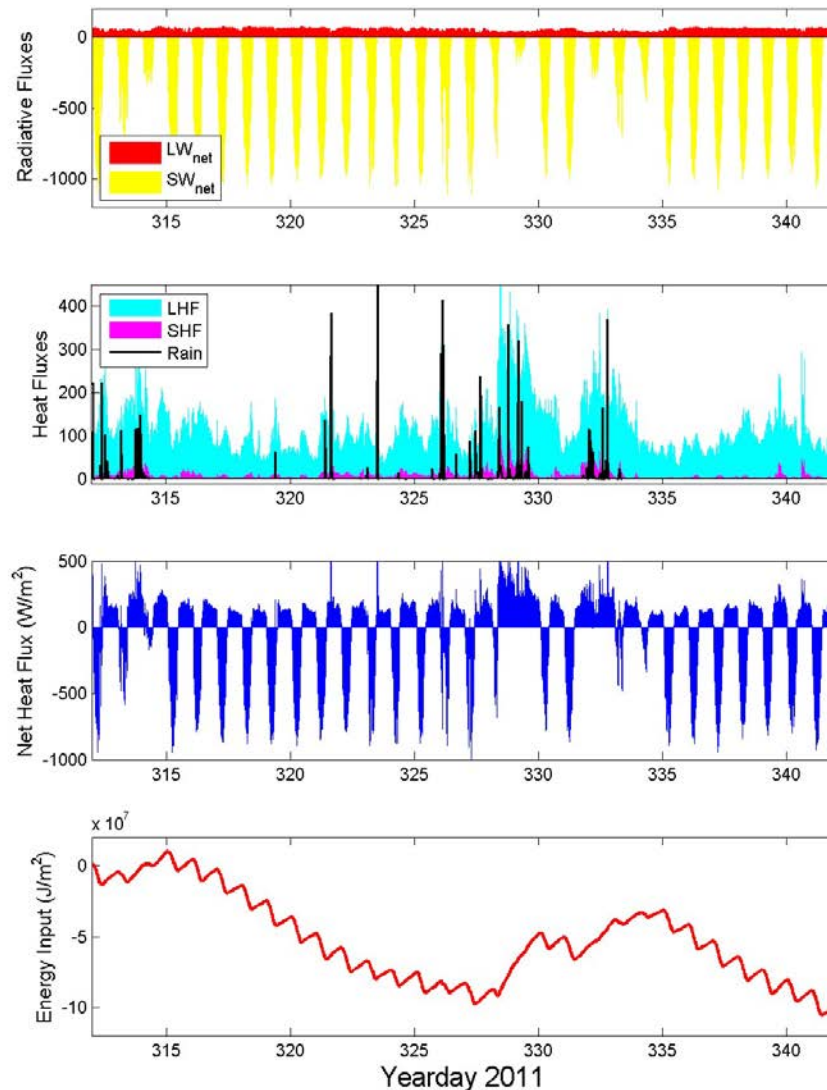 Radiative Fluxes
0
-500
-1000
LW_net
SW_net
315 320 325 330 335 340
Heat Fluxes
400
300
200
100
0
LHF
SHF
Rain
315 320 325 330 335 340
Net Heat Flux (W/m²)
500
0
-500
-1000
315 320 325 330 335 340
x 10⁷
Energy Input (J/m²)
0
-5
-10
315 320 325 330 335 340
Yearday 2011